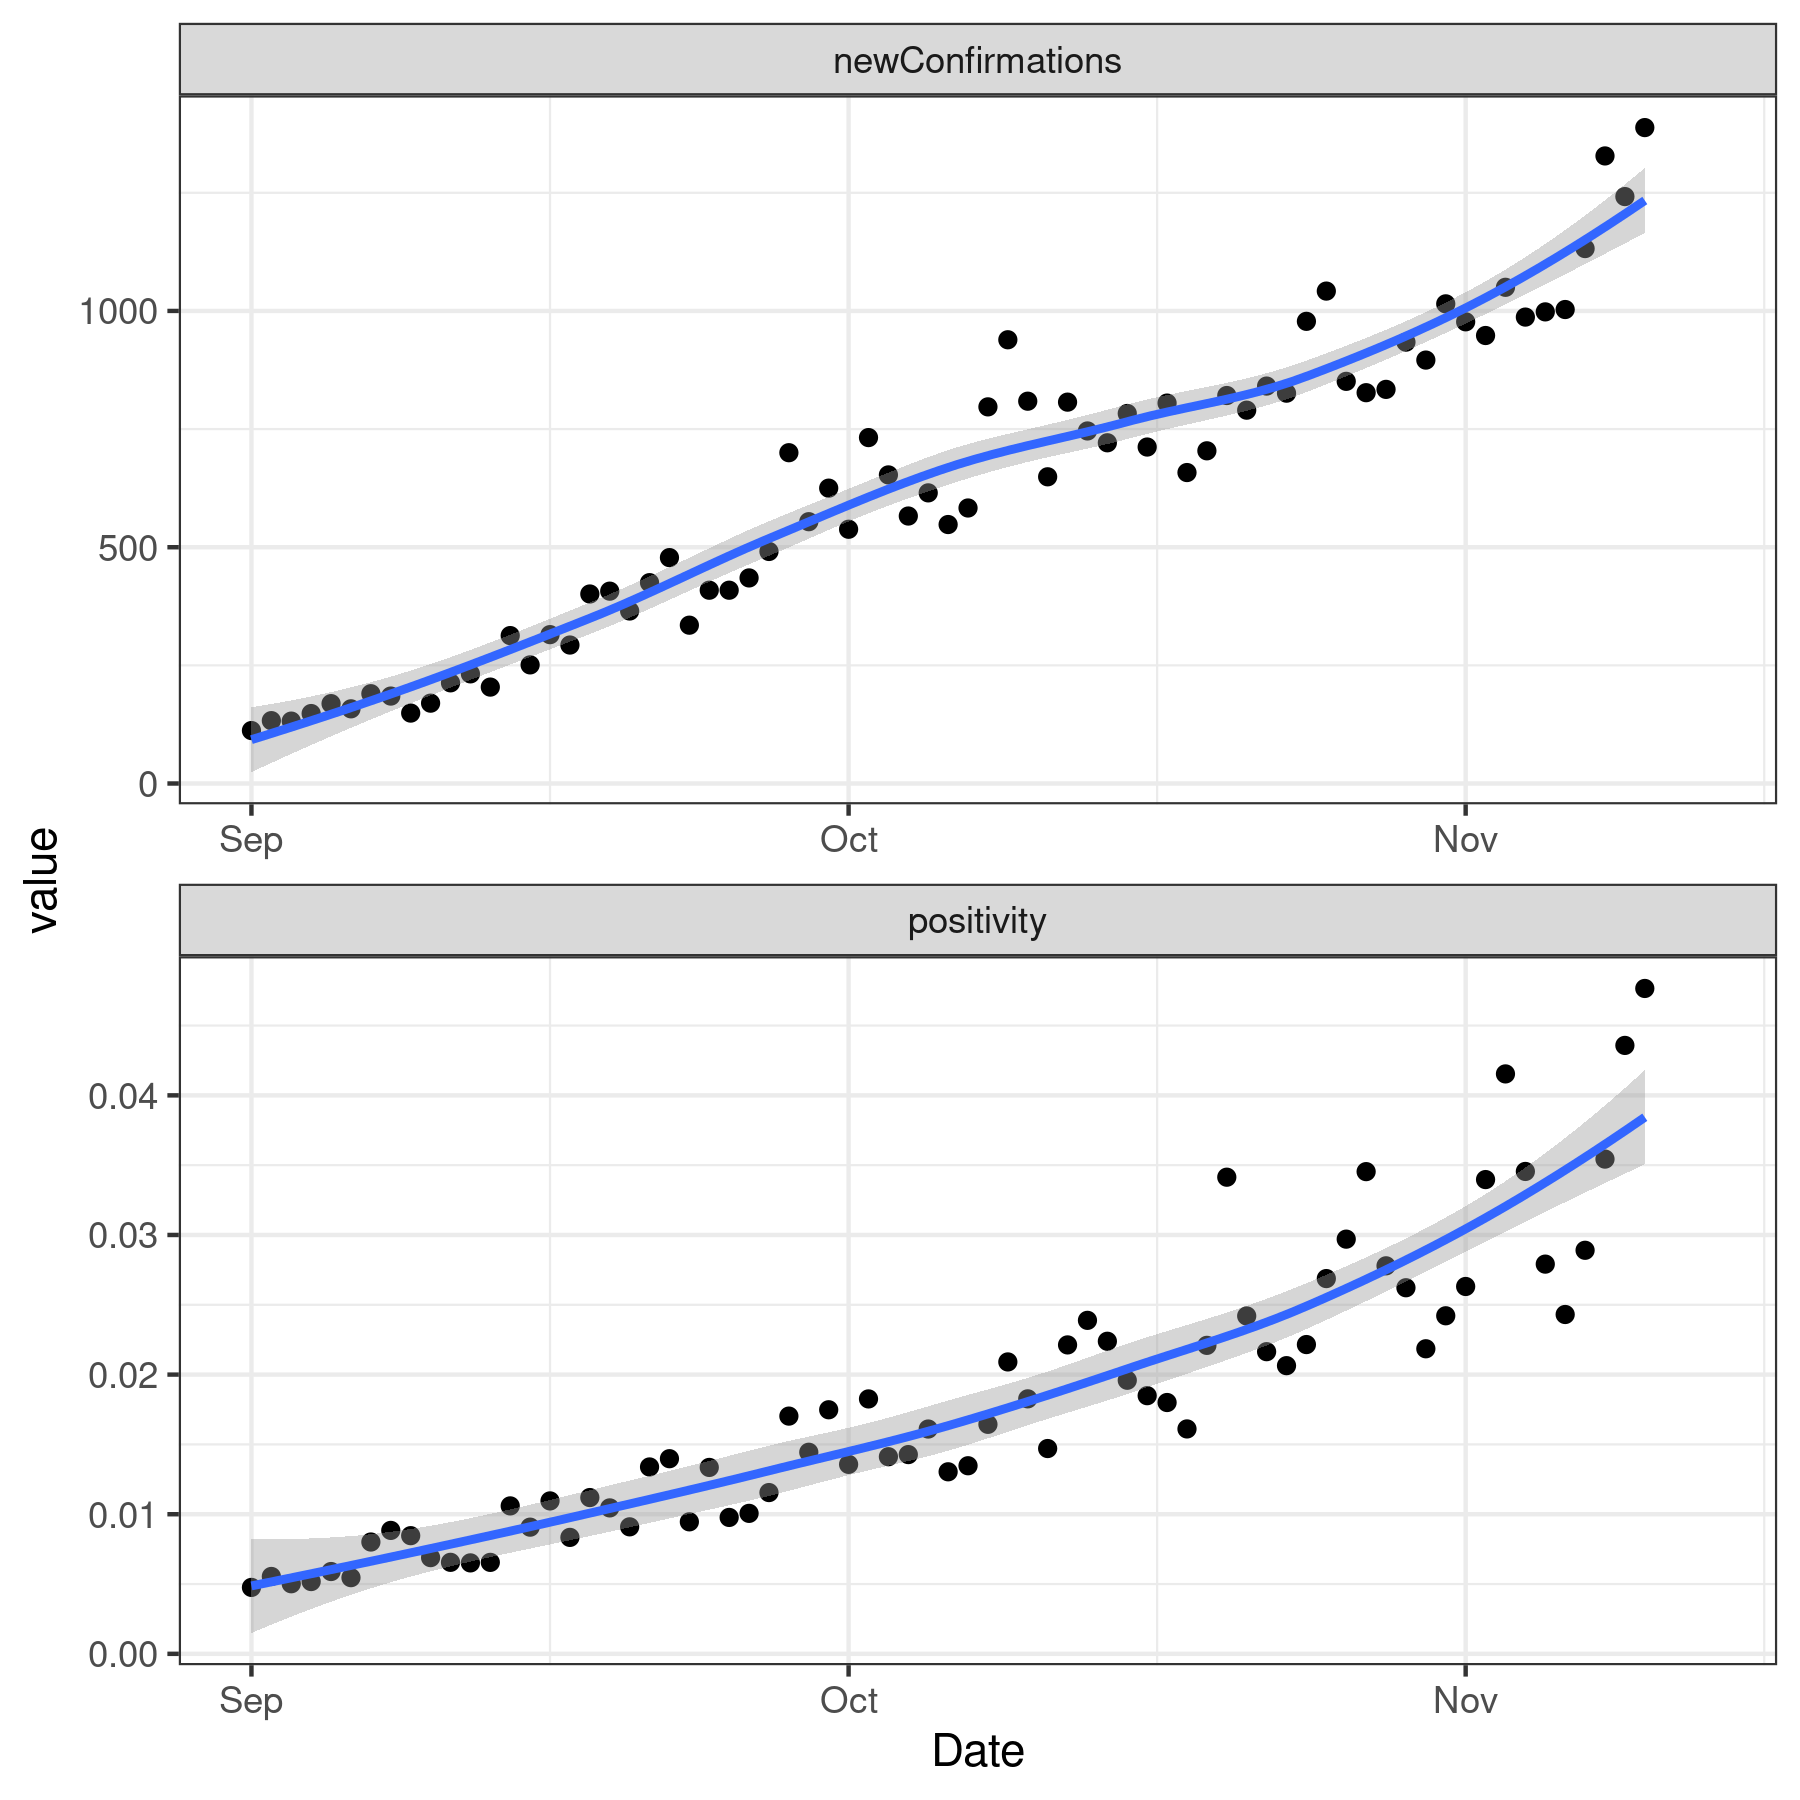 newConfirmations
1000
500
0
Sep Oct Nov
value
positivity
0.04
0.03
0.02
0.01
0.00
Sep Oct Nov
Date